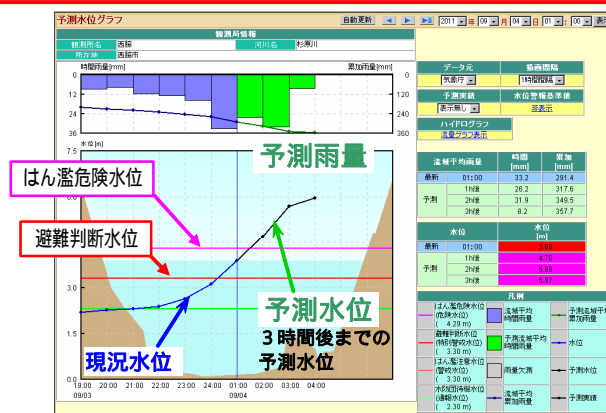 予測水位グラフ
自動更新
2011 年 09 月 04 日 01 : 00
観測局情報
観測所名 西脇 河川名 杉原川
所在地 西脇市
時間雨量[mm] 累加雨量[mm]
0 0
12 120
24 240
36 360
予測雨量
水位[m]
7.5
はん濫危険水位
6.0
避難判断水位
3.0
予測水位
3時間後までの
予測水位
1.5
現況水位
0.0
19:00 20:00 21:00 22:00 23:00 24:00 01:00 02:00 03:00 04:00
09/03 09/04
データ元 描画間隔
気象庁 1時間間隔
予測実績 水位警報基準値
表示無し 非表示
ハイドログラフ
流量グラフ表示
流域平均雨量 時間[mm] 累加[mm]
最新 01:00 33.2 291.4
予測 1h後 26.2 317.6
2h後 31.9 349.5
3h後 8.2 357.7
水位 水位[m]
最新 01:00
予測 1h後 4.70
2h後 5.69
3h後 5.97
凡例
はん濫危険水位
(危険水位)
( 4.29 m)
流域平均
時間雨量
予測流域平均
累加雨量
避難判断水位
(特別警戒水位)
( 3.30 m)
予測流域平均
時間雨量
水位
はん濫注意水位
(警戒水位)
( 3.30 m)
雨量欠測
予測水位
水防団待機水位
(通報水位)
( 2.30 m)
流域平均
累加雨量
予測実績